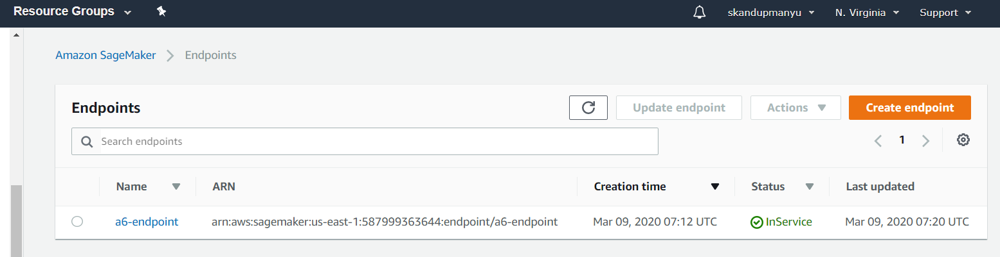 Resource Groups skandupmanyu N. Virginia Support
Amazon SageMaker Endpoints
Endpoints Update endpoint Actions Create endpoint
Search endpoints 1
Name ARN Creation time Status Last updated
a6-endpoint arn:aws:sagemaker:us-east-1:587999363644:endpoint/a6-endpoint Mar 09, 2020 07:12 UTC InService Mar 09, 2020 07:20 UTC